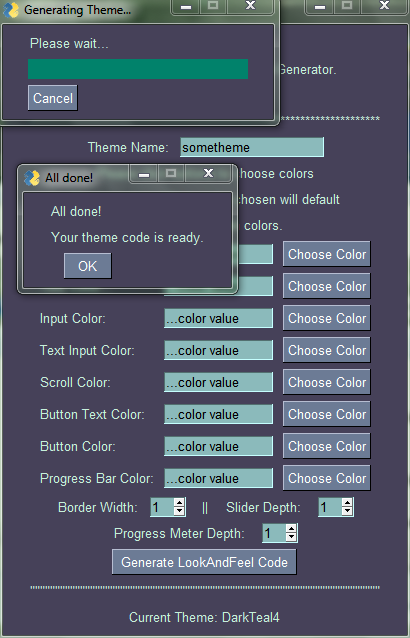 Generating Theme...
Please wait...
Cancel
Generator.
Theme Name: sometheme
hoose colors
chosen will default
colors.
All done!
All done!
Your theme code is ready.
OK
Choose Color
Choose Color
Input Color: ...color value Choose Color
Text Input Color: ...color value Choose Color
Scroll Color: ...color value Choose Color
Button Text Color: ...color value Choose Color
Button Color: ...color value Choose Color
Progress Bar Color: ...color value Choose Color
Border Width: 1 || Slider Depth: 1
Progress Meter Depth: 1
Generate LookAndFeel Code
Current Theme: DarkTeal4